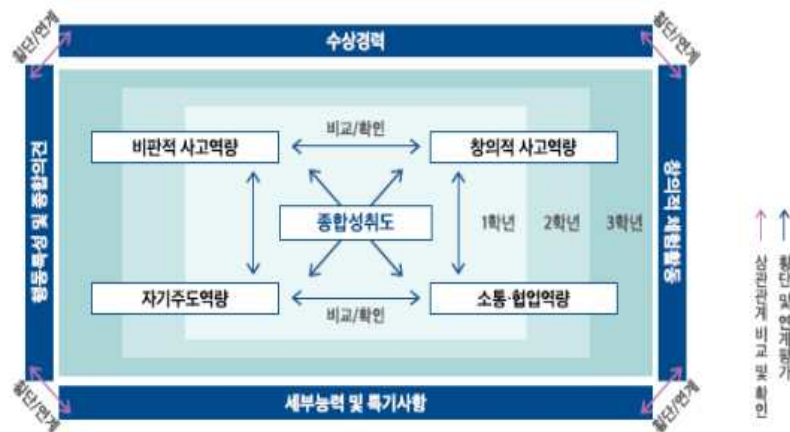 횡단/연계
수상경력
횡단/연계
비판적 사고역량
비교/확인
창의적 사고역량
행동특성 및 종합의견
종합성취도
1학년
2학년
3학년
창의적 체험활동
자기주도역량
비교/확인
소통·협업역량
횡단/연계
세부능력 및 특기사항
횡단/연계
상관관계 비교 및 확인
횡단 및 연계평가